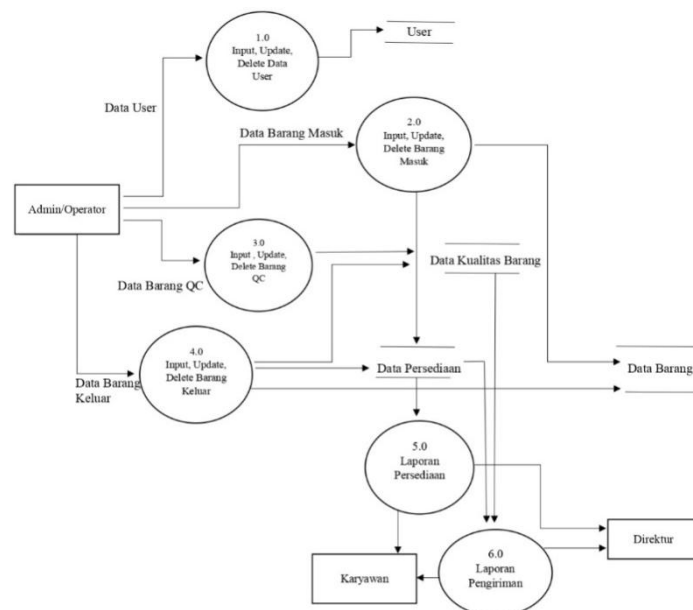 1.0
Input, Update,
Delete Data
User
User
Data User
Data Barang Masuk
2.0
Input, Update,
Delete Barang
Masuk
Admin/Operator
3.0
Input , Update,
Delete Barang
QC
Data Kualitas Barang
Data Barang QC
4.0
Input, Update,
Delete Barang
Keluar
Data Barang
Keluar
Data Persediaan
Data Barang
5.0
Laporan
Persediaan
Direktur
6.0
Laporan
Pengiriman
Karyawan